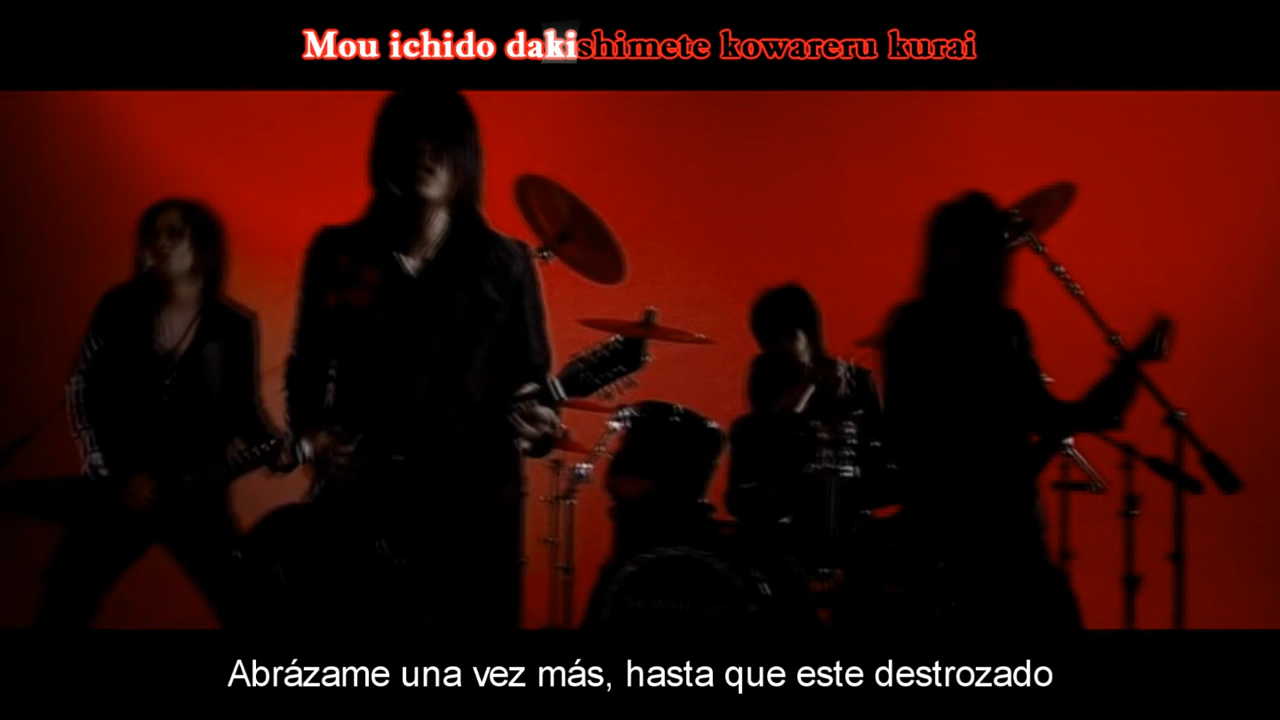 Mou ichido dakishimete kowareru kurai
Abrázame una vez más, hasta que este destrozado